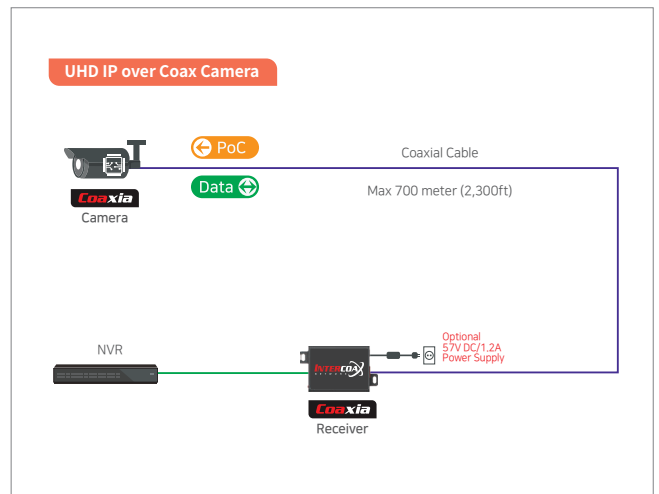 UHD IP over Coax Camera
PoC
Coaxial Cable
Data
Max 700 meter (2,300ft)
Coaxia
Camera
Optional
57V DC/1.2A
Power Supply
NVR
INTERCOAX
NETWORK
Coaxia
Receiver